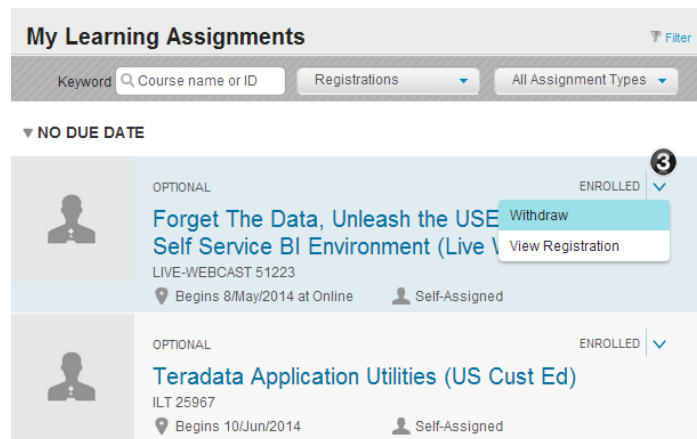 My Learning Assignments
Filter
Keyword Course name or ID Registrations All Assignment Types
NO DUE DATE
3
OPTIONAL ENROLLED
Forget The Data, Unleash the USE
Withdraw
Self Service BI Environment (Live
View Registration
LIVE-WEBCAST 51223
Begins 8/May/2014 at Online Self-Assigned
OPTIONAL ENROLLED
Teradata Application Utilities (US Cust Ed)
ILT 25967
Begins 10/Jun/2014 Self-Assigned